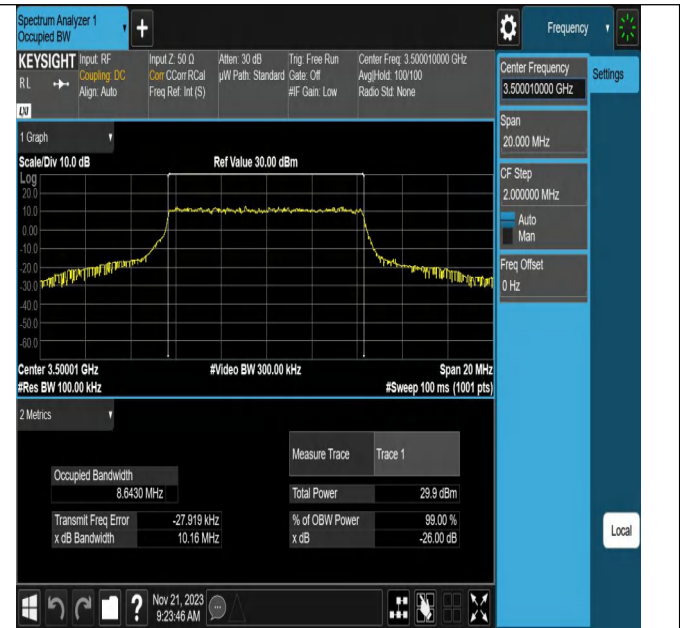 Spectrum Analyzer 1
Occupied BW
Frequency
KEYSIGHT
RL
LXI
Input: RF
Coupling: DC
Align: Auto
Input Z: 50 Ω
Corr CCorr RCal
Freq Ref: Int (S)
Atten: 30 dB
µW Path: Standard
Trig: Free Run
Gate: Off
#IF Gain: Low
Center Freq: 3.500010000 GHz
Avg|Hold: 100/100
Radio Std: None
Center Frequency
3.500010000 GHz
Settings
Span
20.000 MHz
CF Step
2.000000 MHz
Auto
Man
Freq Offset
0 Hz
Local
1 Graph
Scale/Div 10.0 dB
Ref Value 30.00 dBm
Log
20.0
10.0
0.00
-10.0
-20.0
-30.0
-40.0
-50.0
-60.0
Center 3.50001 GHz
#Video BW 300.00 kHz
Span 20 MHz
#Res BW 100.00 kHz
#Sweep 100 ms (1001 pts)
2 Metrics
Measure Trace Trace 1
Occupied Bandwidth
8.6430 MHz
Total Power 29.9 dBm
Transmit Freq Error -27.919 kHz
% of OBW Power 99.00 %
x dB Bandwidth 10.16 MHz
x dB -26.00 dB
?
Nov 21, 2023
9:23:46 AM